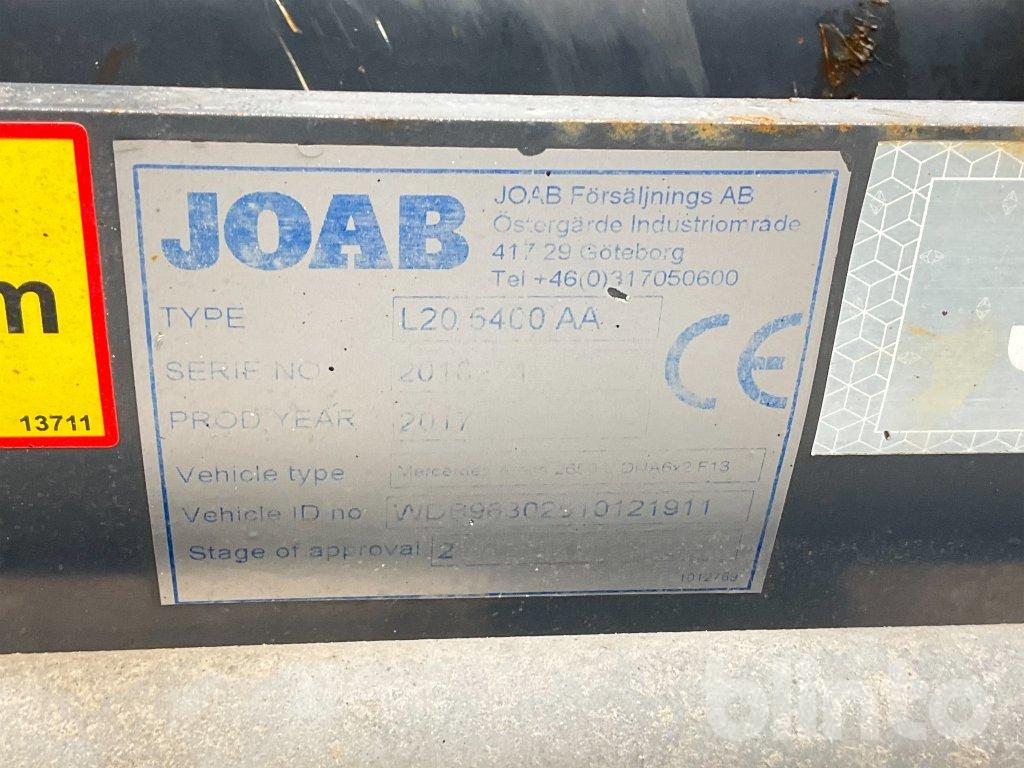 JOAB
JOAB Försäljnings AB
Östergärde Industriområde
417 29 Göteborg
Tel +46(0)317050600
TYPE L20.5400 AA
SERIE NO
PROD YEAR 2017
Vehicle type
Vehicle ID no
Stage of approval 2
CE
m
13711
blinto